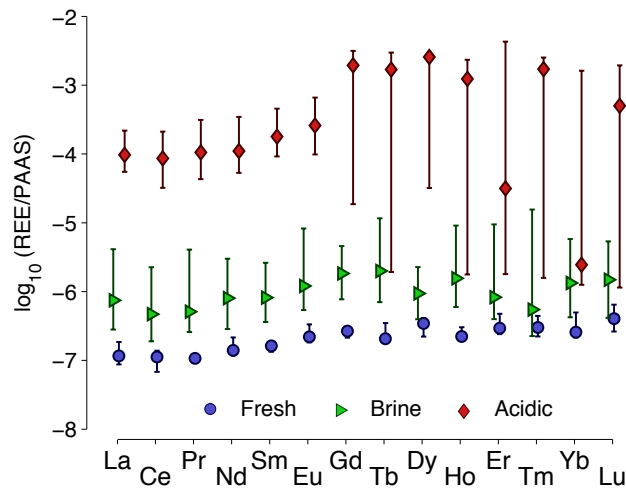 −2
−3
−4
−5
−6
−7
−8
log10 (REE/PAAS)
Fresh Brine Acidic
La Ce Pr Nd Sm Eu Gd Tb Dy Ho Er Tm Yb Lu